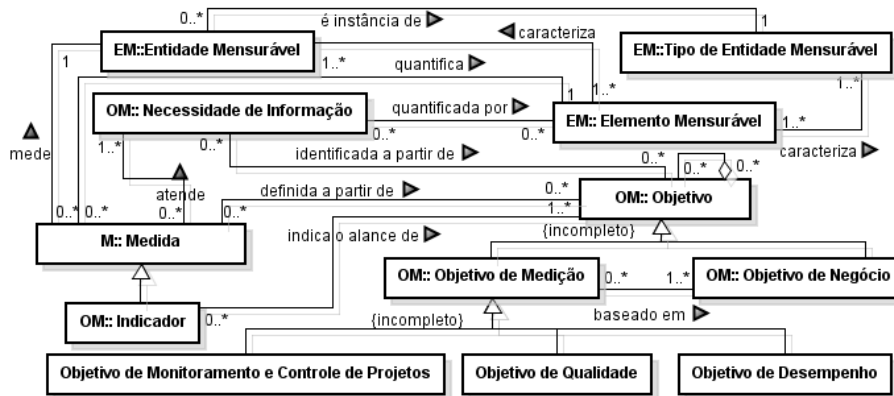 0..*
é instância de
1
caracteriza
EM::Entidade Mensurável
EM::Tipo de Entidade Mensurável
1
1..*
quantifica
1..*
1
1..*
OM:: Necessidade de Informação
quantificada por
EM:: Elemento Mensurável
mede
1..*
0..*
0..*
0..*
1..*
caracteriza
identificada a partir de
0..*
0..*
0..*
atende
definida a partir de
0..*
OM:: Objetivo
0..*
0..*
0..*
0..*
1..*
M:: Medida
indica o alance de
{incompleto}
OM:: Objetivo de Medição
0..*
1..*
OM:: Objetivo de Negócio
OM:: Indicador
0..*
{incompleto}
baseado em
Objetivo de Monitoramento e Controle de Projetos
Objetivo de Qualidade
Objetivo de Desempenho